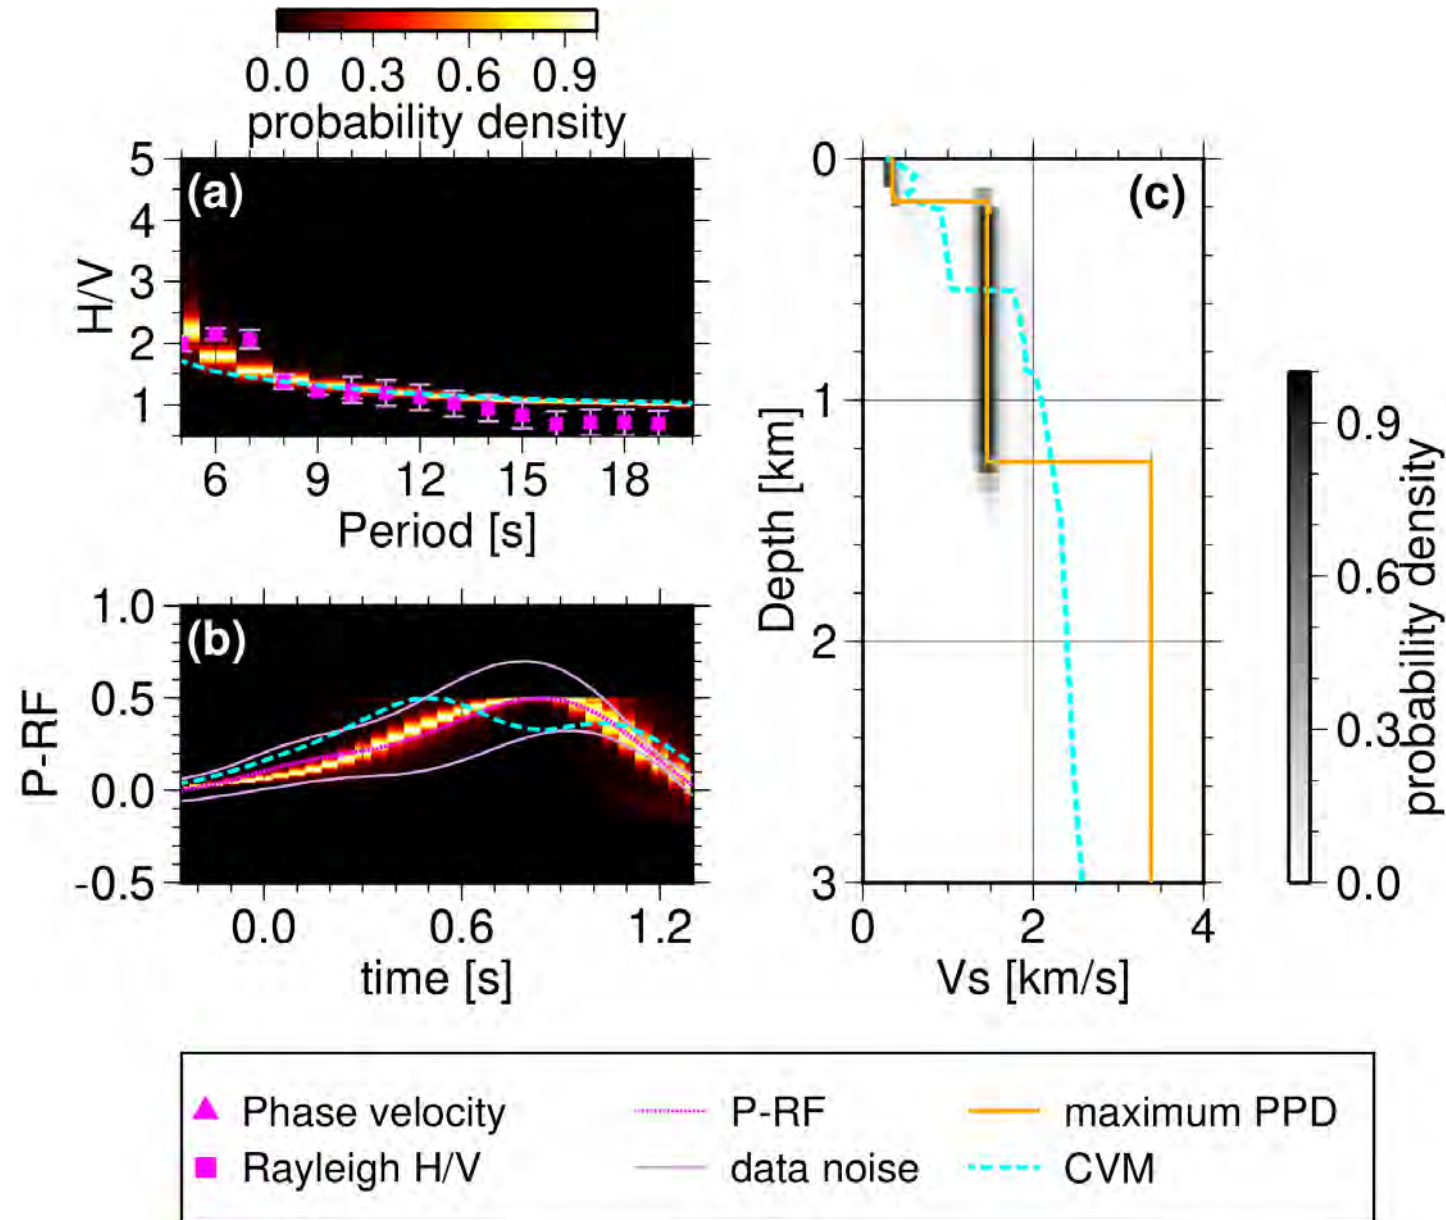 0.0 0.3 0.6 0.9
probability density
(a)
5
4
3
2
1
H/V
6 9 12 15 18
Period [s]
(b)
1.0
0.5
0.0
-0.5
P-RF
0.0 0.6 1.2
time [s]
(c)
0
1
2
3
Depth [km]
0 2 4
Vs [km/s]
0.9
0.6
0.3
0.0
probability density
Phase velocity P-RF maximum PPD
Rayleigh H/V data noise CVM